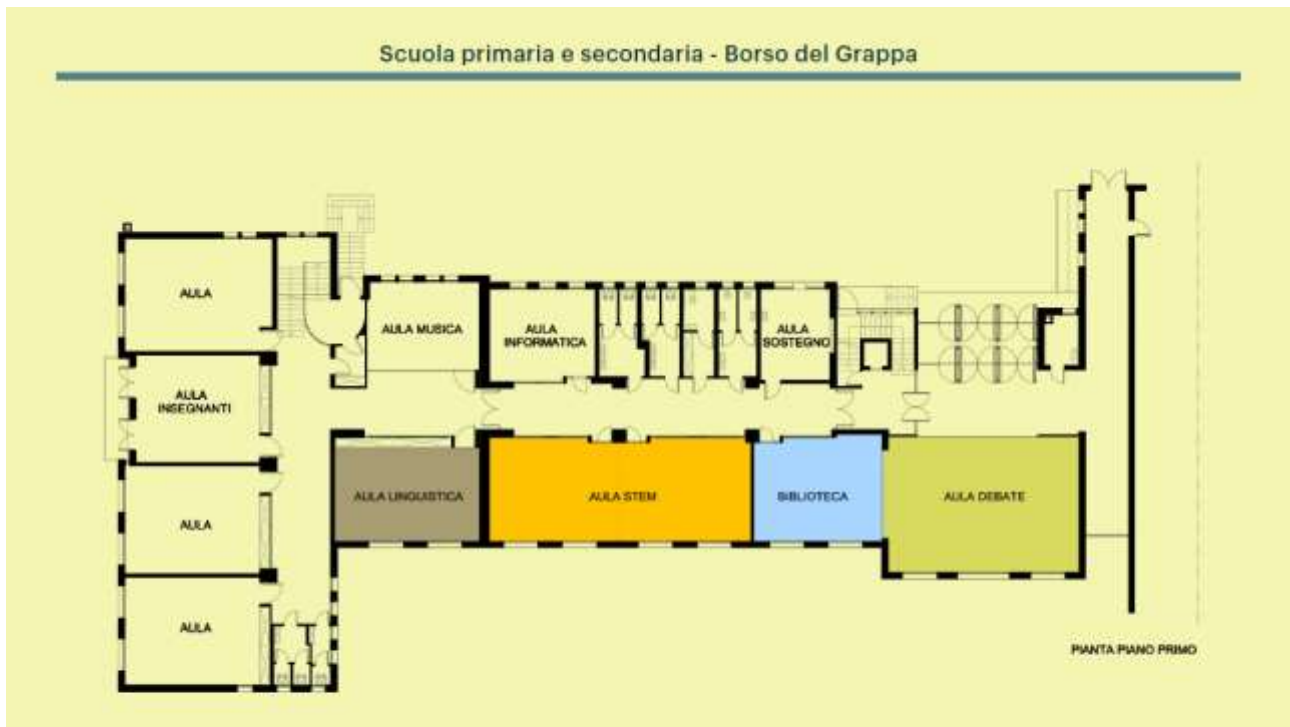 Scuola primaria e secondaria - Borso del Grappa
AULA
AULA MUSICA
AULA
INFORMATICA
AULA
SOSTEGNO
AULA
INSEGNANTI
AULA LINGUISTICA
AULA STEM
BIBLIOTECA
AULA DEBATE
AULA
AULA
PIANTA PIANO PRIMO